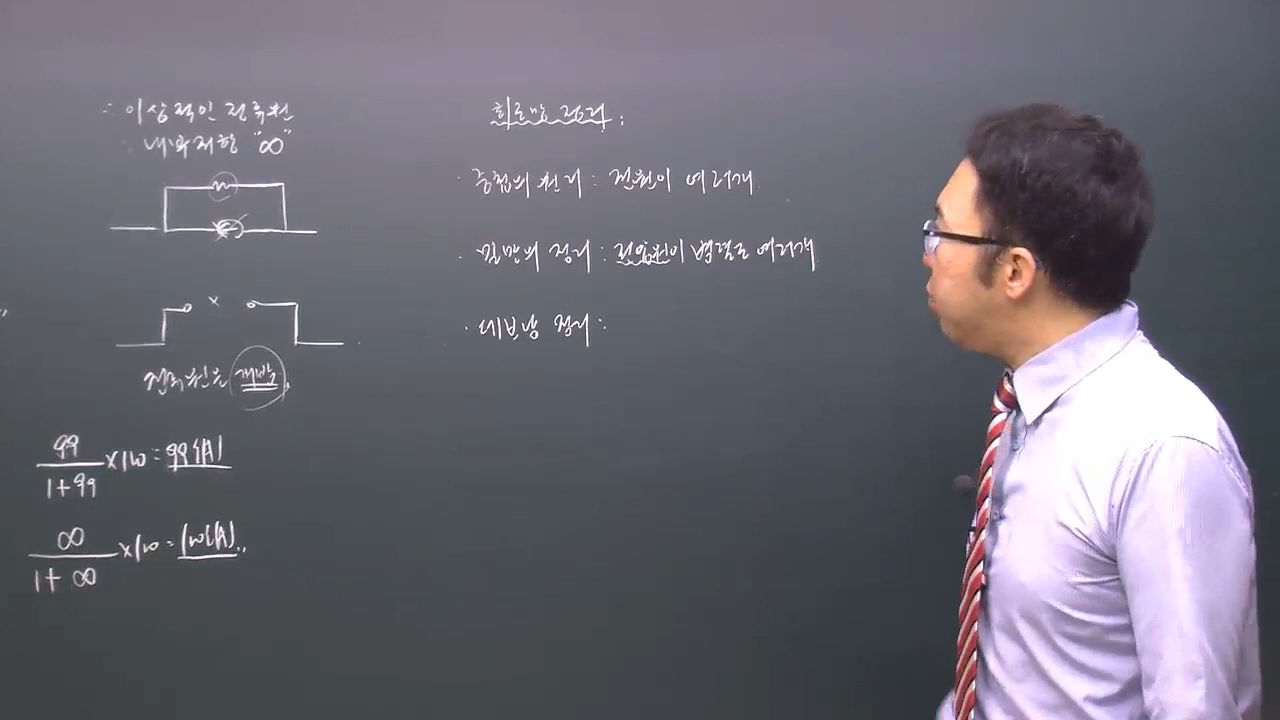 ∴ 이상적인 전류원
∴ 내부저항 "∞"
전류원은 개방.
99
1+99
×100 = 99[A]
∞
1+∞
×100 = 100[A]..
회로망 정리 :
· 중첩의 원리 : 전원이 여러개.
· 밀만의 정리 : 전압원이 병렬로 여러개.
· 테브낭 정리 :